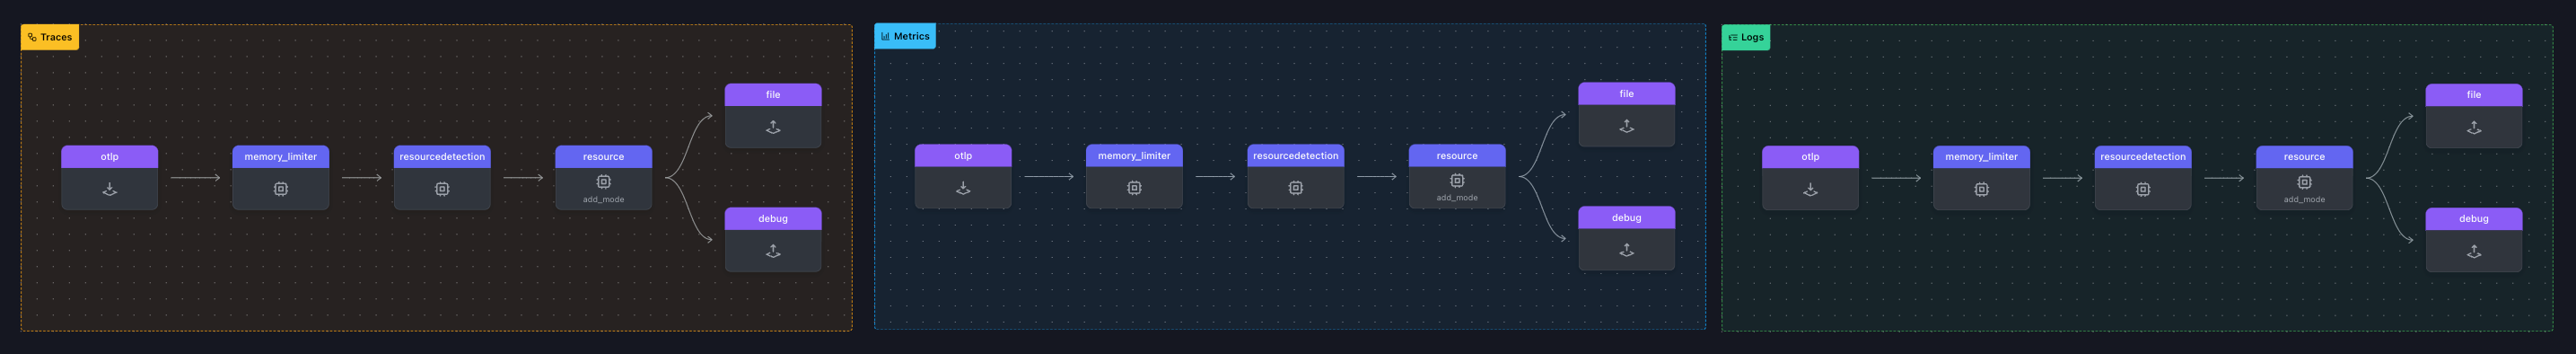 Traces
file
otlp
memory_limiter
resourcedetection
resource
add_mode
debug
Metrics
file
otlp
memory_limiter
resourcedetection
resource
add_mode
debug
Logs
file
otlp
memory_limiter
resourcedetection
resource
add_mode
debug